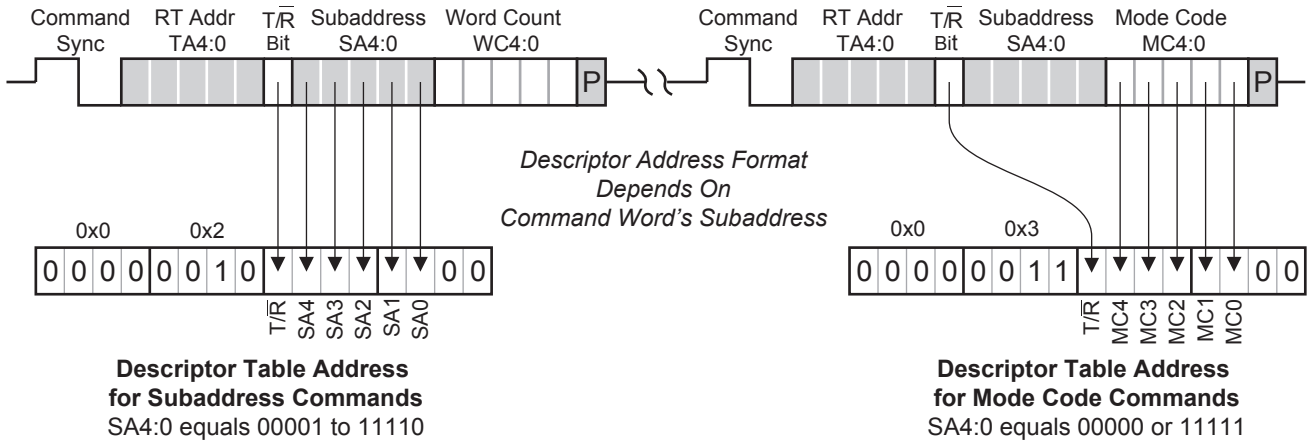 Command RT Addr T/R Subaddress Word Count
Sync TA4:0 Bit SA4:0 WC4:0
P
Command RT Addr T/R Subaddress Mode Code
Sync TA4:0 Bit SA4:0 MC4:0
P
Descriptor Address Format
Depends On
Command Word's Subaddress
0x0 0x2
0 0 0 0 0 0 1 0 0 0
T/R SA4 SA3 SA2 SA1 SA0
Descriptor Table Address
for Subaddress Commands
SA4:0 equals 00001 to 11110
0x0 0x3
0 0 0 0 0 0 1 1 0 0
T/R MC4 MC3 MC2 MC1 MC0
Descriptor Table Address
for Mode Code Commands
SA4:0 equals 00000 or 11111